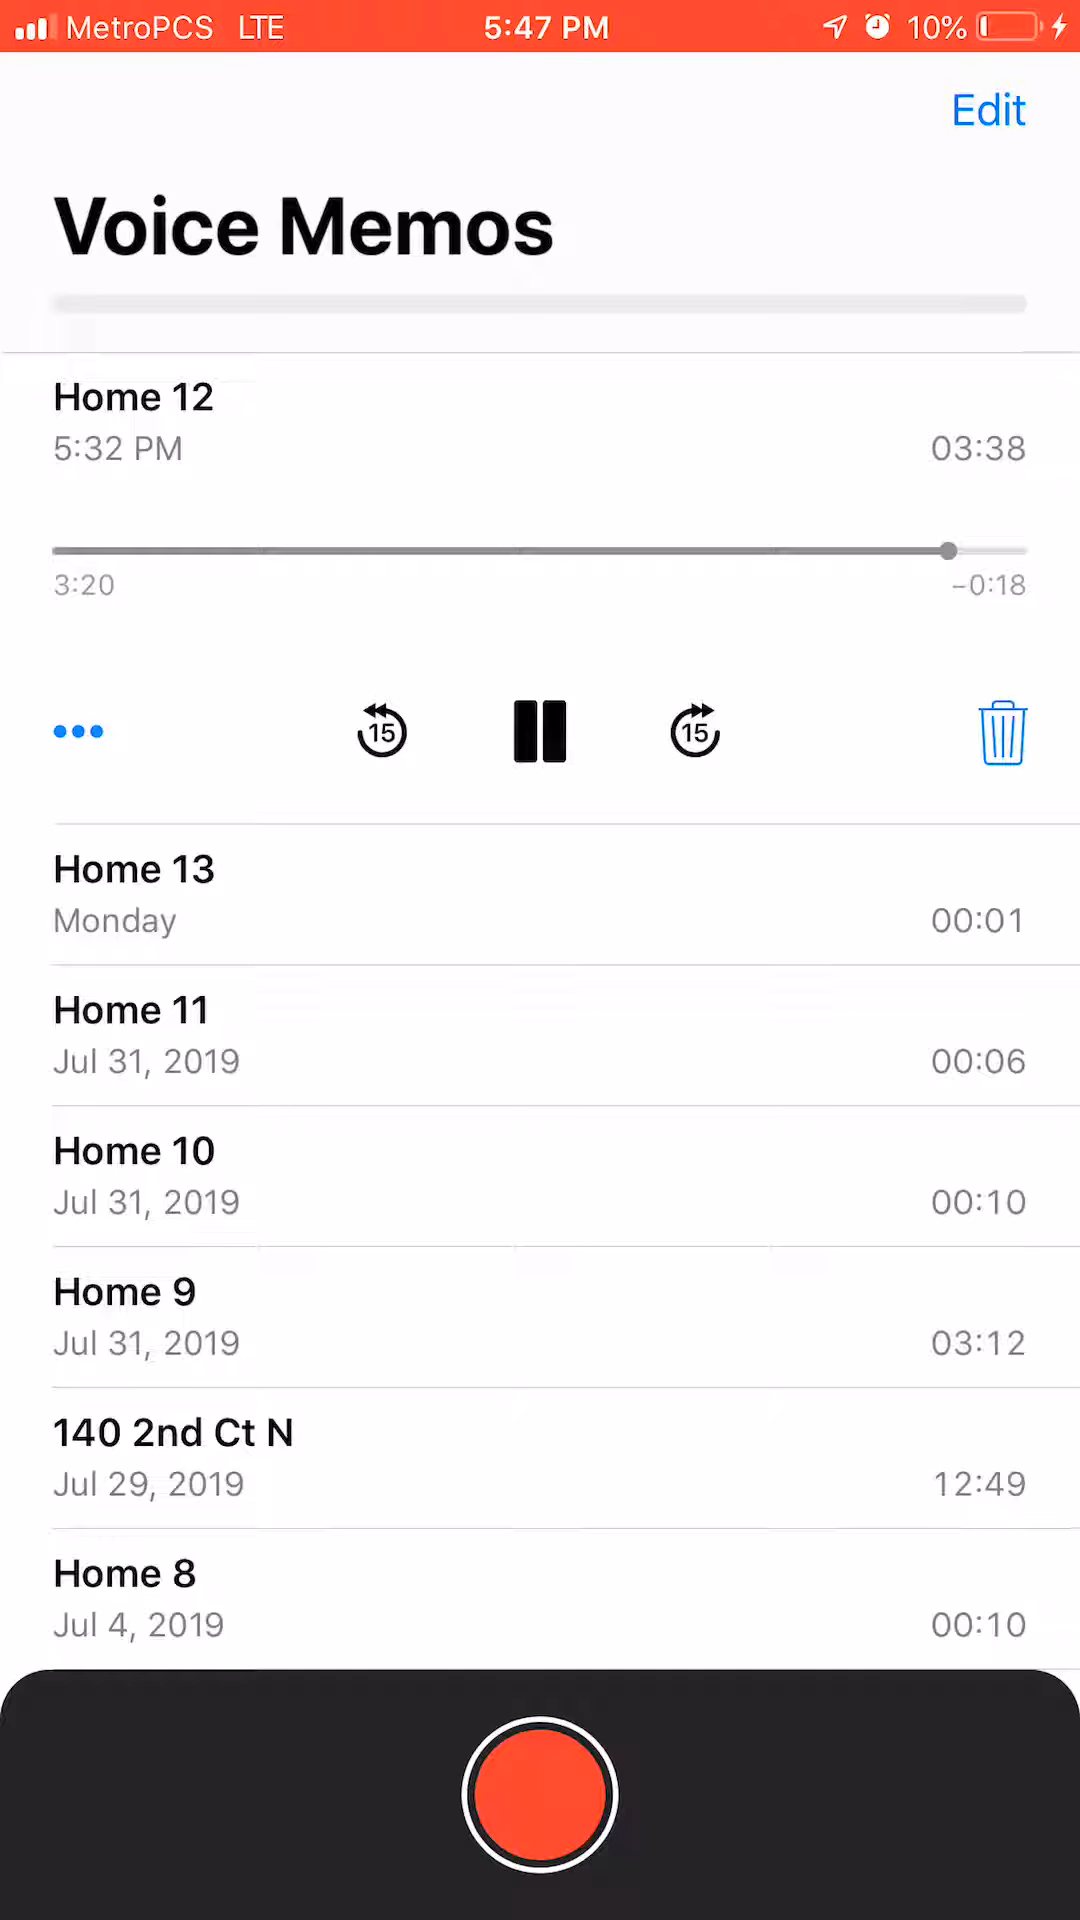 MetroPCS LTE 5:47 PM 10%
Edit
Voice Memos
Home 12
5:32 PM 03:38
3:20 −0:18
15 15
Home 13
Monday 00:01
Home 11
Jul 31, 2019 00:06
Home 10
Jul 31, 2019 00:10
Home 9
Jul 31, 2019 03:12
140 2nd Ct N
Jul 29, 2019 12:49
Home 8
Jul 4, 2019 00:10